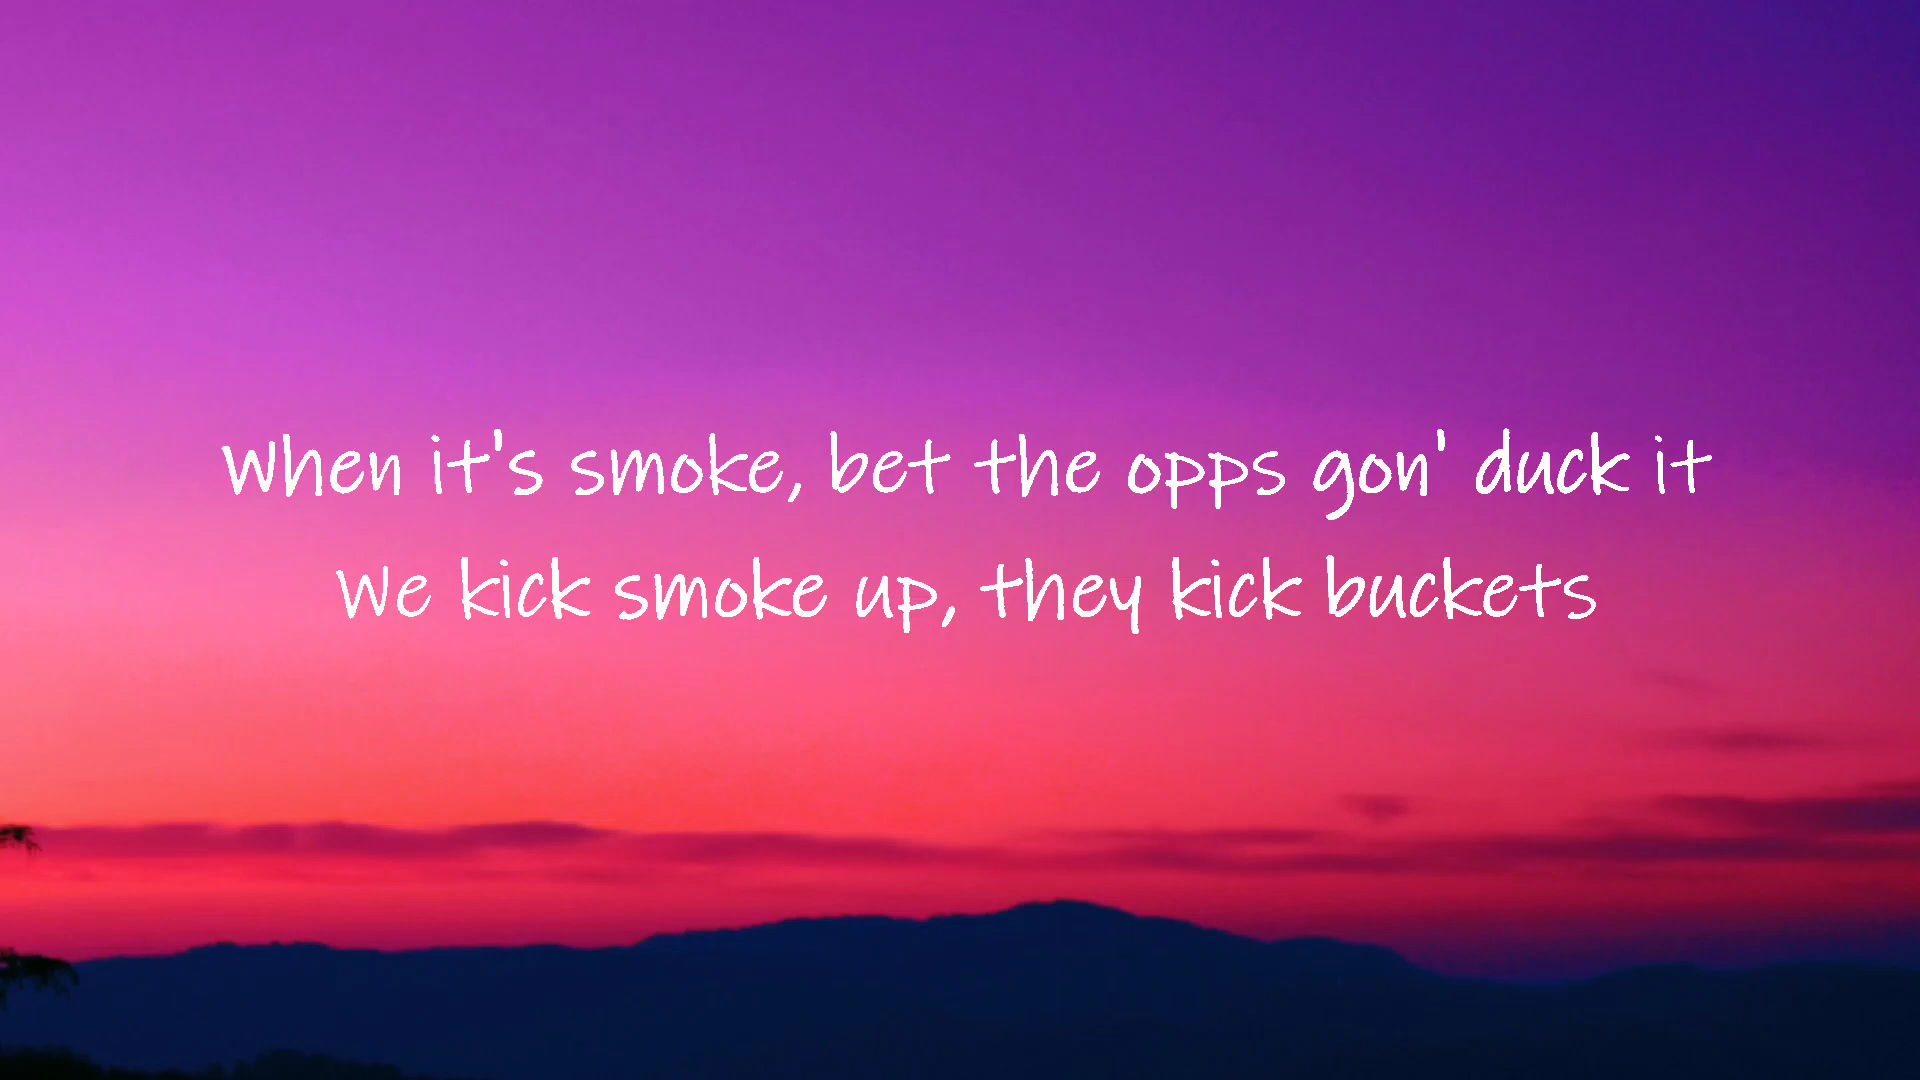 When it's smoke, bet the opps gon' duck it
We kick smoke up, they kick buckets